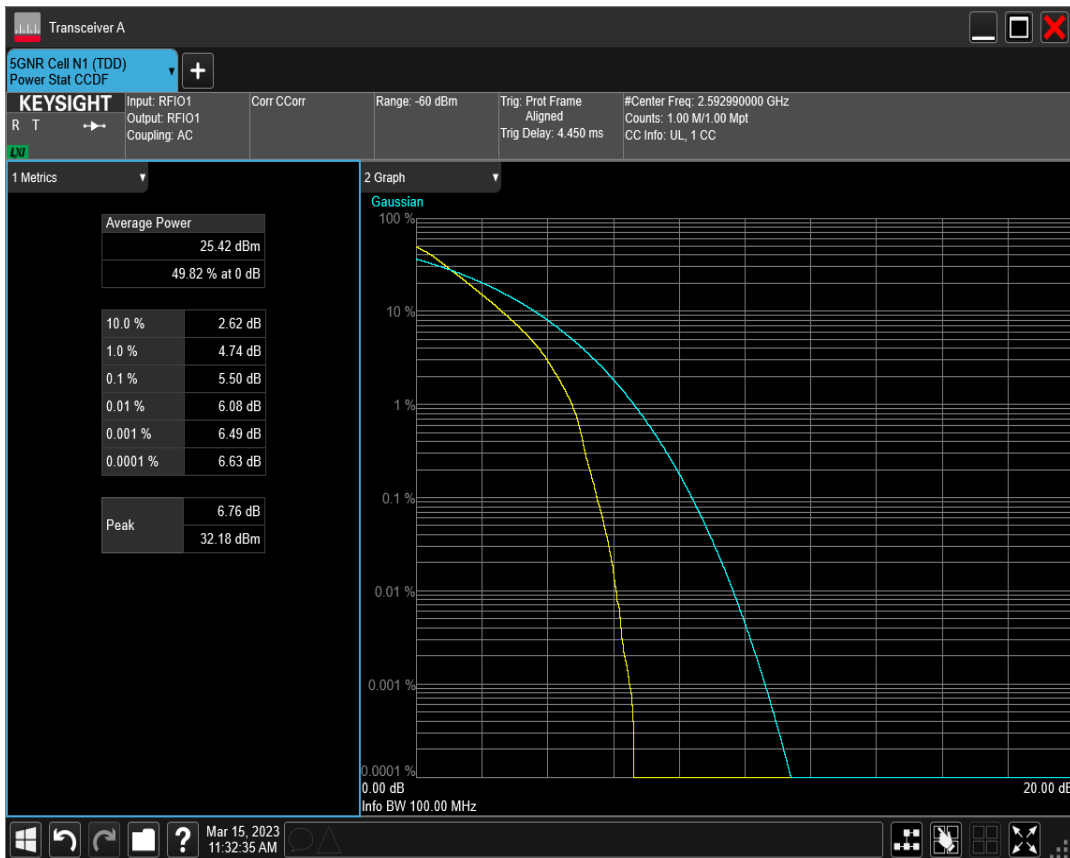 Transceiver A
5GNR Cell N1 (TDD)
Power Stat CCDF
KEYSIGHT
R T
LXI
Input: RFIO1
Output: RFIO1
Coupling: AC
Corr CCorr
Range: -60 dBm
Trig: Prot Frame
Aligned
Trig Delay: 4.450 ms
#Center Freq: 2.592990000 GHz
Counts: 1.00 M/1.00 Mpt
CC Info: UL, 1 CC
1 Metrics
Average Power
25.42 dBm
49.82 % at 0 dB
10.0 % 2.62 dB
1.0 % 4.74 dB
0.1 % 5.50 dB
0.01 % 6.08 dB
0.001 % 6.49 dB
0.0001 % 6.63 dB
Peak 6.76 dB
32.18 dBm
2 Graph
Gaussian
100 %
10 %
1 %
0.1 %
0.01 %
0.001 %
0.0001 %
0.00 dB 20.00 dB
Info BW 100.00 MHz
? Mar 15, 2023
11:32:35 AM